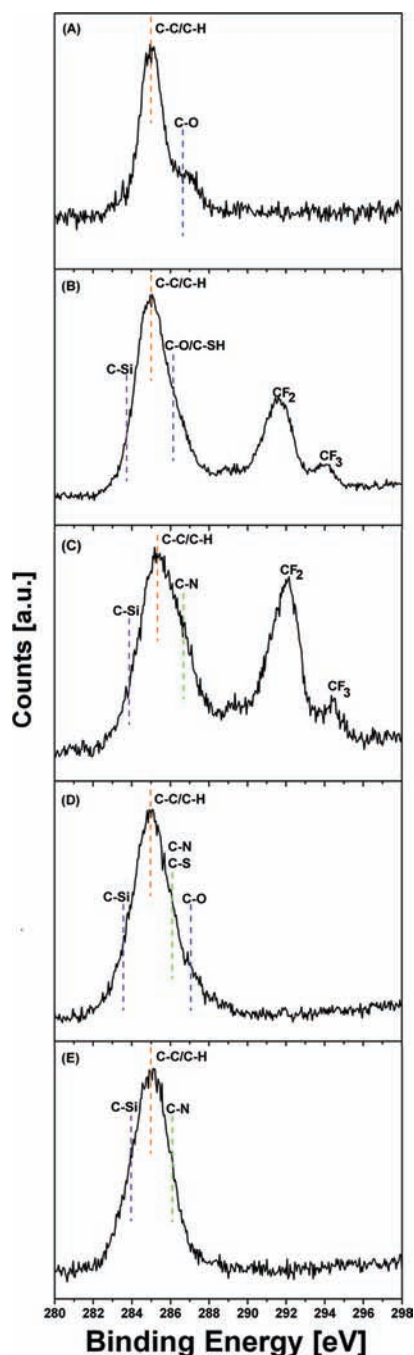 (A)
C-C/C-H
C-O
(B)
C-C/C-H
C-O/C-SH
C-Si
CF2
CF3
(C)
C-C/C-H
CF2
C-N
C-Si
CF3
Counts [a.u.]
(D)
C-C/C-H
C-N
C-S
C-Si
C-O
(E)
C-C/C-H
C-Si
C-N
280 282 284 286 288 290 292 294 296 298
Binding Energy [eV]